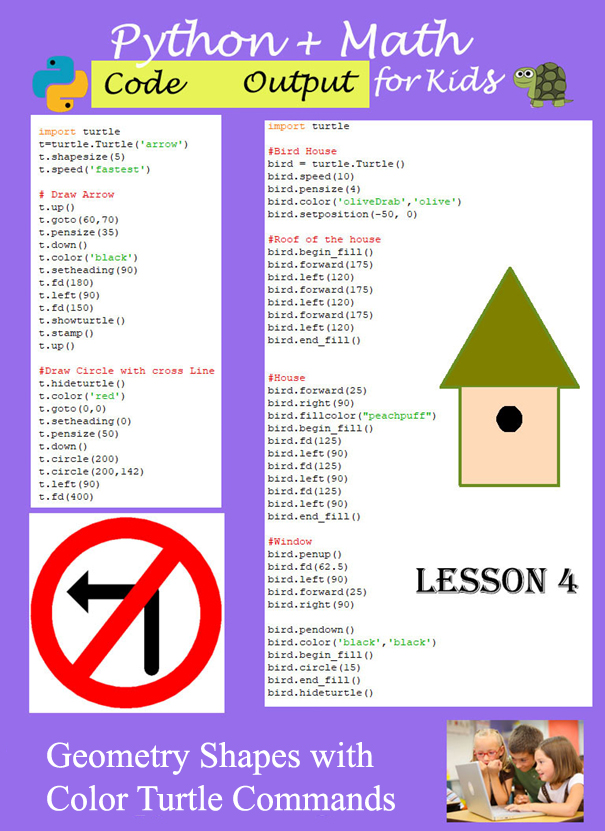 Python + Math
Code Output for Kids
import turtle
t=turtle.Turtle('arrow')
t.shapesize(5)
t.speed('fastest')
# Draw Arrow
t.up()
t.goto(60,70)
t.pensize(35)
t.down()
t.color('black')
t.setheading(90)
t.fd(180)
t.left(90)
t.fd(150)
t.showturtle()
t.stamp()
t.up()
#Draw Circle with cross Line
t.hideturtle()
t.color('red')
t.goto(0,0)
t.setheading(0)
t.pensize(50)
t.down()
t.circle(200)
t.circle(200,142)
t.left(90)
t.fd(400)
import turtle
#Bird House
bird = turtle.Turtle()
bird.speed(10)
bird.pensize(4)
bird.color('oliveDrab','olive')
bird.setposition(-50, 0)
#Roof of the house
bird.begin_fill()
bird.forward(175)
bird.left(120)
bird.forward(175)
bird.left(120)
bird.forward(175)
bird.left(120)
bird.end_fill()
#House
bird.forward(25)
bird.right(90)
bird.fillcolor("peachpuff")
bird.begin_fill()
bird.fd(125)
bird.left(90)
bird.fd(125)
bird.left(90)
bird.fd(125)
bird.left(90)
bird.end_fill()
#Window
bird.penup()
bird.fd(62.5)
bird.left(90)
bird.forward(25)
bird.right(90)
bird.pendown()
bird.color('black','black')
bird.begin_fill()
bird.circle(15)
bird.end_fill()
bird.hideturtle()
LESSON 4
Geometry Shapes with
Color Turtle Commands